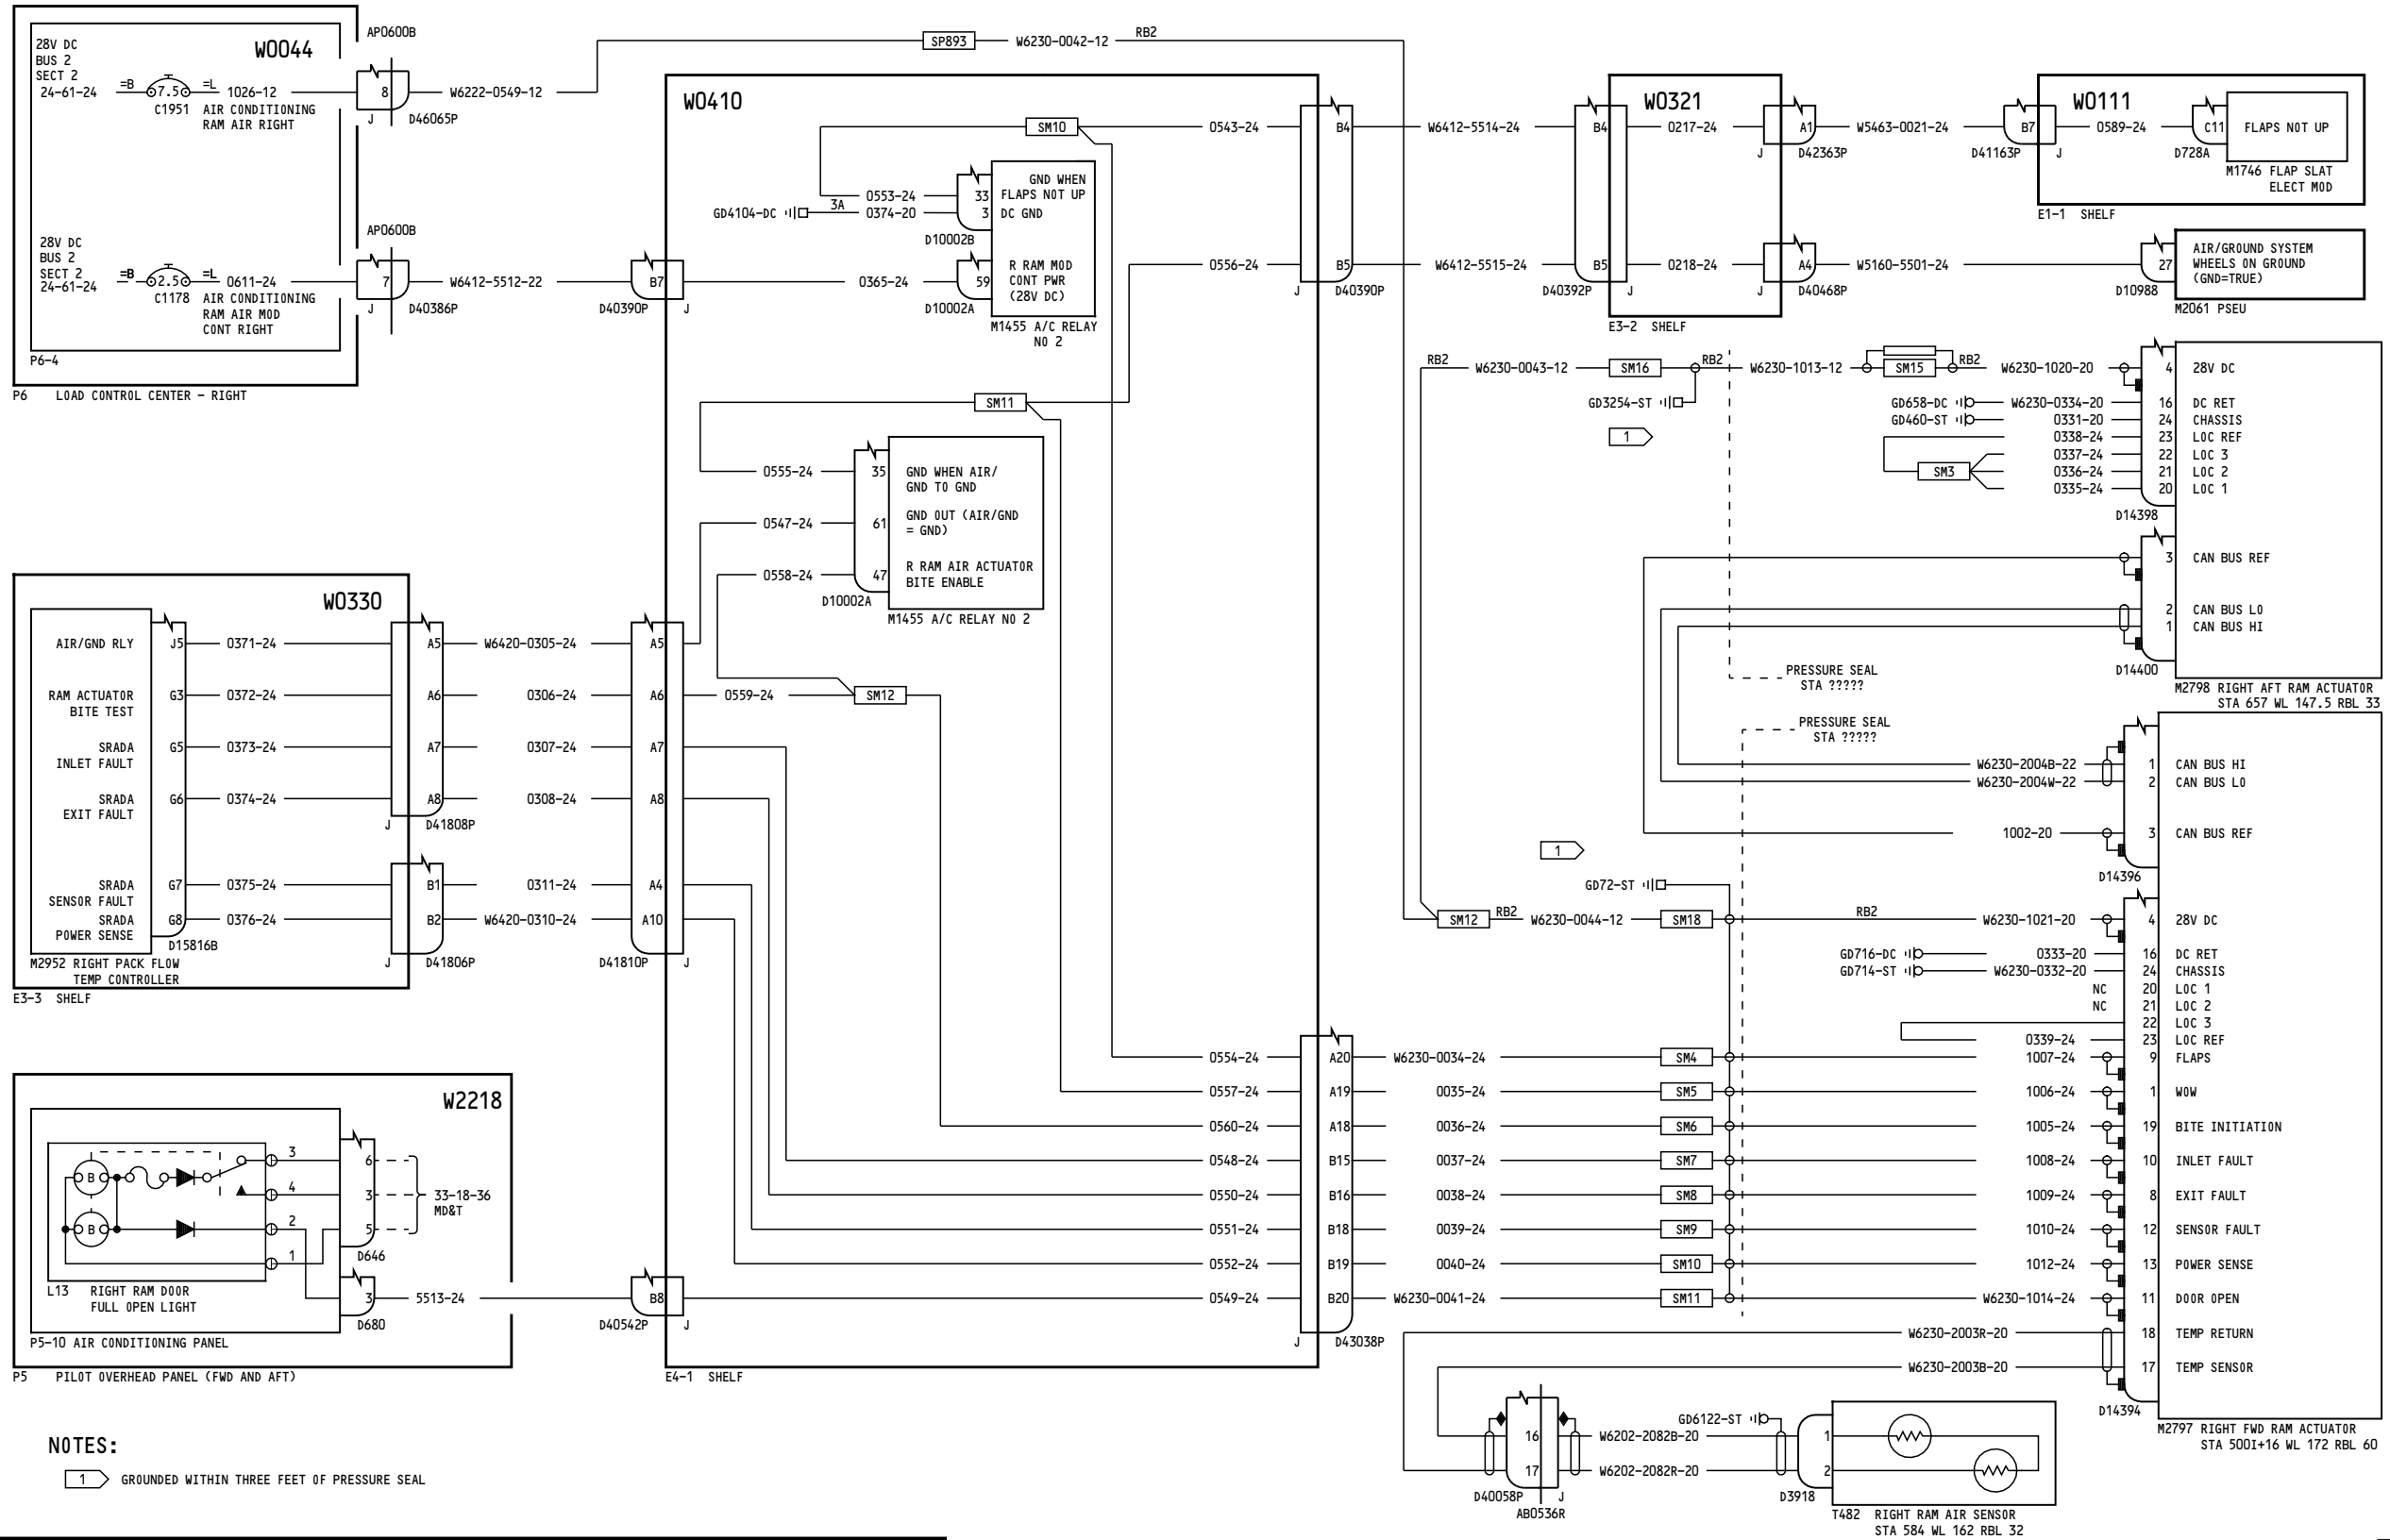 W0044
28V DC
BUS 2
SECT 2
24-61-24 =B 7.5 =L 1026-12
C1951 AIR CONDITIONING
RAM AIR RIGHT
AP0600B
8
J D46065P
W6222-0549-12
SP893 W6230-0042-12 RB2
28V DC
BUS 2
SECT 2
24-61-24 =B 2.5 =L 0611-24
C1178 AIR CONDITIONING
RAM AIR MOD
CONT RIGHT
AP0600B
7
J D40386P
W6412-5512-22
B7
D40390P J
P6-4
P6 LOAD CONTROL CENTER - RIGHT
W0410
SM10 0543-24 B4
GND WHEN
0553-24 33 FLAPS NOT UP
GD4104-DC 3A 0374-20 3 DC GND
D10002B
R RAM MOD
0365-24 59 CONT PWR
D10002A (28V DC)
M1455 A/C RELAY
NO 2
0556-24 B5
J D40390P
SM11
0555-24 35 GND WHEN AIR/
GND TO GND
0547-24 61 GND OUT (AIR/GND
= GND)
0558-24 47 R RAM AIR ACTUATOR
BITE ENABLE
D10002A
M1455 A/C RELAY NO 2
0559-24 SM12
W6412-5514-24
W6412-5515-24
W0321
B4 0217-24 A1
J D42363P
B5 0218-24 A4
D40392P J J D40468P
E3-2 SHELF
W5463-0021-24
W5160-5501-24
W0111
B7 0589-24 C11 FLAPS NOT UP
D41163P J D728A
M1746 FLAP SLAT
ELECT MOD
E1-1 SHELF
27 AIR/GROUND SYSTEM
WHEELS ON GROUND
(GND=TRUE)
D10988
M2061 PSEU
RB2 W6230-0043-12 SM16 RB2 W6230-1013-12 SM15 RB2 W6230-1020-20 4 28V DC
GD3254-ST
1
GD658-DC W6230-0334-20 16 DC RET
GD460-ST 0331-20 24 CHASSIS
0338-24 23 LOC REF
0337-24 22 LOC 3
SM3 0336-24 21 LOC 2
0335-24 20 LOC 1
D14398
3 CAN BUS REF
2 CAN BUS LO
1 CAN BUS HI
D14400
M2798 RIGHT AFT RAM ACTUATOR
STA 657 WL 147.5 RBL 33
PRESSURE SEAL
STA ?????
PRESSURE SEAL
STA ?????
W6230-2004B-22 1 CAN BUS HI
W6230-2004W-22 2 CAN BUS LO
1002-20 3 CAN BUS REF
D14396
1
GD72-ST
SM12 RB2 W6230-0044-12 SM18 RB2 W6230-1021-20 4 28V DC
GD716-DC 0333-20 16 DC RET
GD714-ST W6230-0332-20 24 CHASSIS
NC 20 LOC 1
NC 21 LOC 2
22 LOC 3
0339-24 23 LOC REF
W0330
AIR/GND RLY J5 0371-24 A5 W6420-0305-24 A5
RAM ACTUATOR G3 0372-24 A6 0306-24 A6
BITE TEST
SRADA G5 0373-24 A7 0307-24 A7
INLET FAULT
SRADA G6 0374-24 A8 0308-24 A8
EXIT FAULT
J D41808P
SRADA G7 0375-24 B1 0311-24 A4
SENSOR FAULT
SRADA G8 0376-24 B2 W6420-0310-24 A10
POWER SENSE
D15816B
J D41806P D41810P J
M2952 RIGHT PACK FLOW
TEMP CONTROLLER
E3-3 SHELF
0554-24 A20 W6230-0034-24 SM4 1007-24 9 FLAPS
0557-24 A19 0035-24 SM5 1006-24 1 WOW
0560-24 A18 0036-24 SM6 1005-24 19 BITE INITIATION
0548-24 B15 0037-24 SM7 1008-24 10 INLET FAULT
0550-24 B16 0038-24 SM8 1009-24 8 EXIT FAULT
0551-24 B18 0039-24 SM9 1010-24 12 SENSOR FAULT
0552-24 B19 0040-24 SM10 1012-24 13 POWER SENSE
0549-24 B20 W6230-0041-24 SM11 W6230-1014-24 11 DOOR OPEN
J D43038P
W6230-2003R-20 18 TEMP RETURN
W6230-2003B-20 17 TEMP SENSOR
D14394
M2797 RIGHT FWD RAM ACTUATOR
STA 500I+16 WL 172 RBL 60
W2218
B
B
3
4
2
1
6
3
5
33-18-36
MD&T
D646
L13 RIGHT RAM DOOR
FULL OPEN LIGHT
3 5513-24 B8
D680 D40542P J
P5-10 AIR CONDITIONING PANEL
P5 PILOT OVERHEAD PANEL (FWD AND AFT)
E4-1 SHELF
GD6122-ST
16 W6202-2082B-20 1
17 W6202-2082R-20 2
D40058P J D3918
AB0536R
T482 RIGHT RAM AIR SENSOR
STA 584 WL 162 RBL 32
NOTES:
1 GROUNDED WITHIN THREE FEET OF PRESSURE SEAL